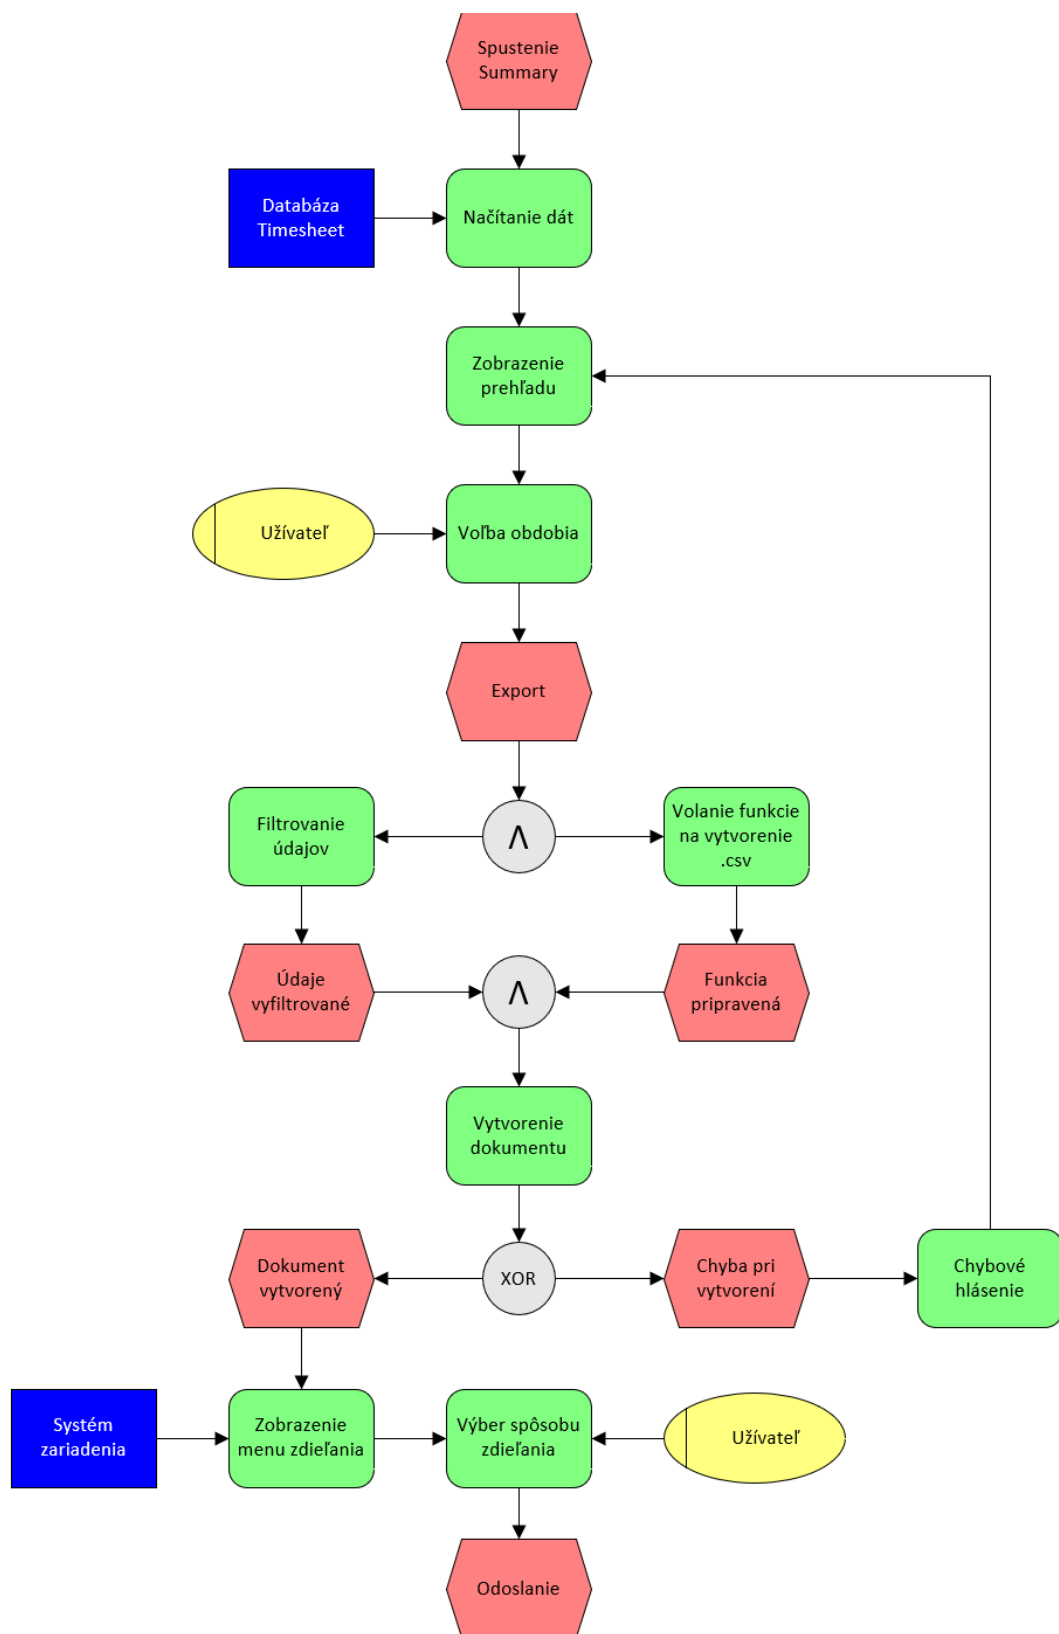 Spustenie
Summary
Databáza
Timesheet
Načítanie dát
Zobrazenie
prehľadu
Užívateľ
Voľba obdobia
Export
Filtrovanie
údajov
Λ
Volanie funkcie
na vytvorenie
.csv
Údaje
vyfiltrované
Λ
Funkcia
pripravená
Vytvorenie
dokumentu
Dokument
vytvorený
XOR
Chyba pri
vytvorení
Chybové
hlásenie
Systém
zariadenia
Zobrazenie
menu zdieľania
Výber spôsobu
zdieľania
Užívateľ
Odoslanie